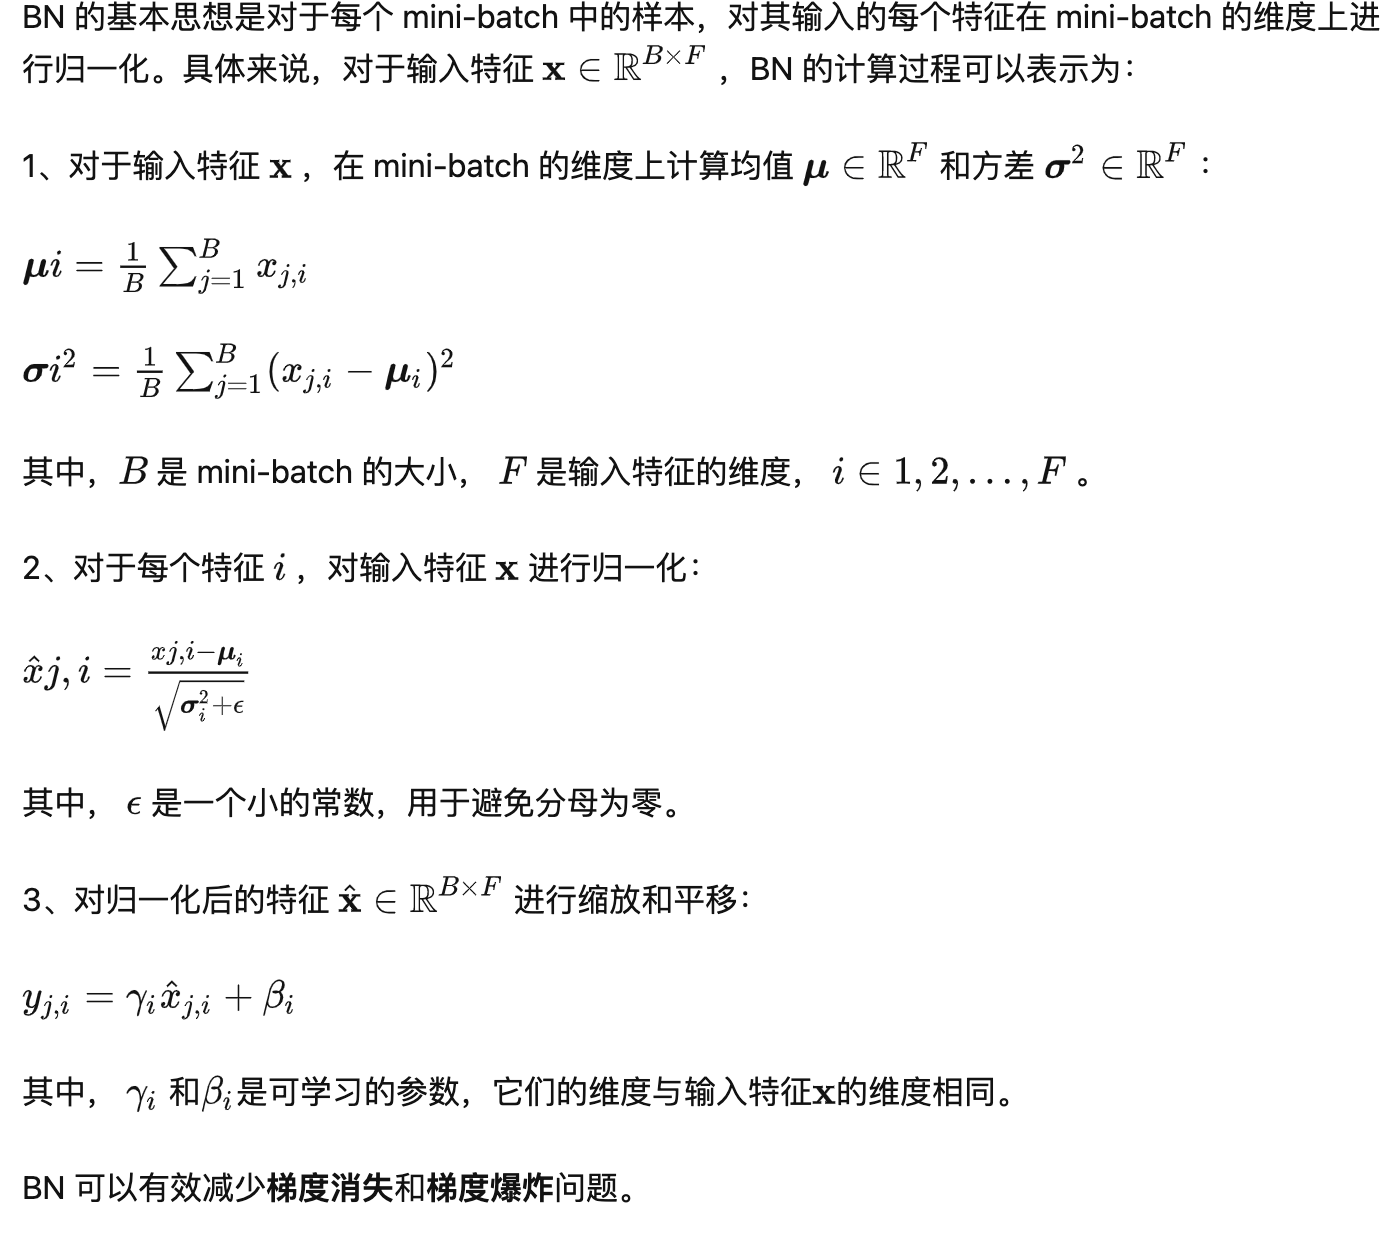 BN 的基本思想是对于每个 mini-batch 中的样本，对其输入的每个特征在 mini-batch 的维度上进
行归一化。具体来说，对于输入特征 $\mathbf{x} \in \mathbb{R}^{B \times F}$ ，BN 的计算过程可以表示为：
1、对于输入特征 $\mathbf{x}$ ，在 mini-batch 的维度上计算均值 $\boldsymbol{\mu} \in \mathbb{R}^{F}$ 和方差 $\boldsymbol{\sigma}^2 \in \mathbb{R}^{F}$ :
$\boldsymbol{\mu}i = \frac{1}{B} \sum_{j=1}^{B} x_{j,i}$
$\boldsymbol{\sigma}i^2 = \frac{1}{B} \sum_{j=1}^{B} (x_{j,i} - \boldsymbol{\mu}_i)^2$
其中，$B$ 是 mini-batch 的大小， $F$ 是输入特征的维度， $i \in 1, 2, \ldots, F$ 。
2、对于每个特征 $i$ ，对输入特征 $\mathbf{x}$ 进行归一化：
$\hat{x}j,i = \frac{xj,i - \boldsymbol{\mu}_i}{\sqrt{\boldsymbol{\sigma}_i^2 + \epsilon}}$
其中， $\epsilon$ 是一个小的常数，用于避免分母为零。
3、对归一化后的特征 $\hat{\mathbf{x}} \in \mathbb{R}^{B \times F}$ 进行缩放和平移：
$y_{j,i} = \gamma_i \hat{x}_{j,i} + \beta_i$
其中， $\gamma_i$ 和$\beta_i$是可学习的参数，它们的维度与输入特征$\mathbf{x}$的维度相同。
BN 可以有效减少梯度消失和梯度爆炸问题。